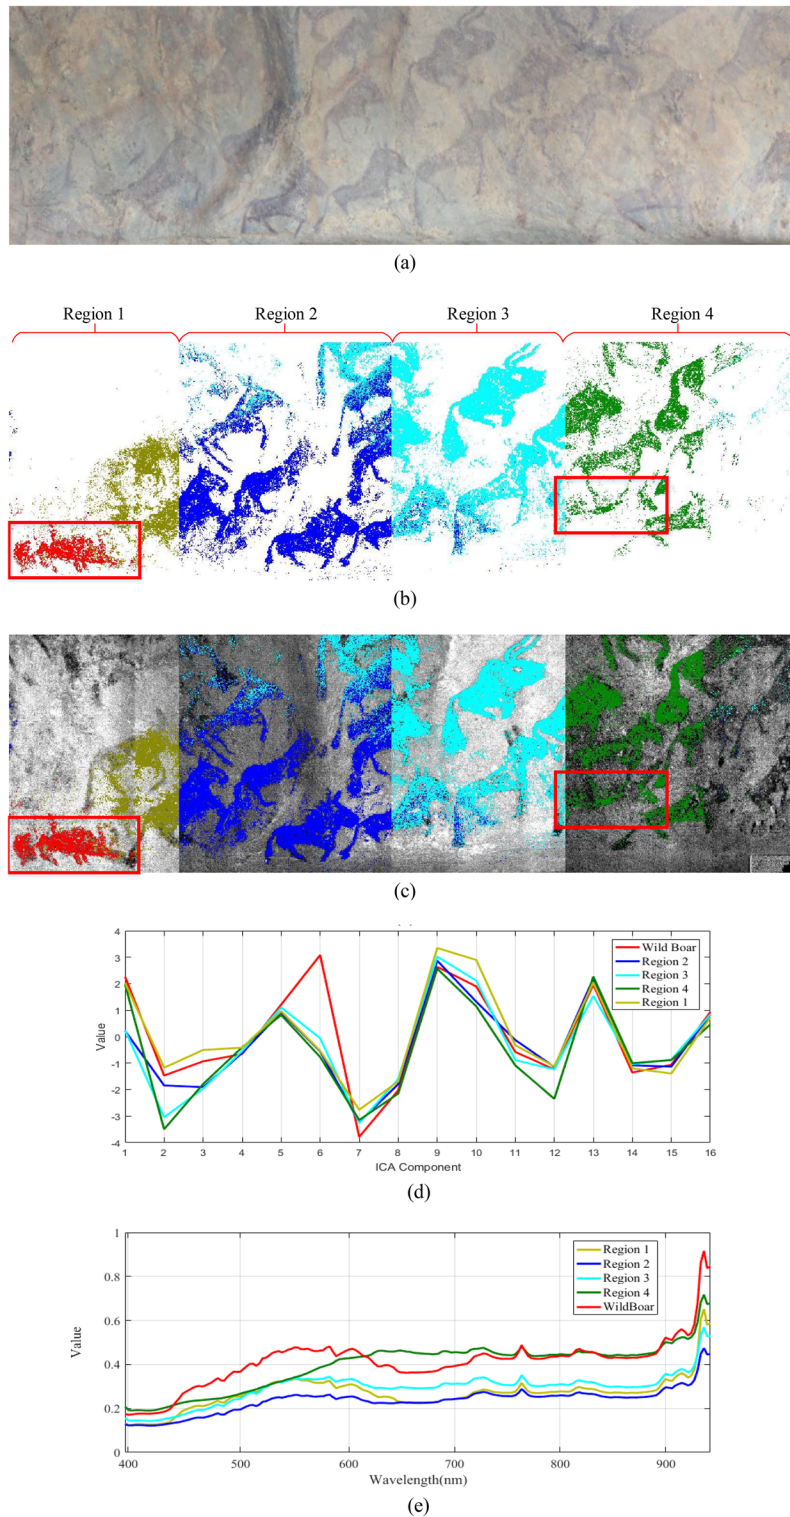 (a)
Region 1 Region 2 Region 3 Region 4
(b)
(c)
4
3
2
1
0
-1
-2
-3
-4
Value
Wild Boar
Region 2
Region 3
Region 4
Region 1
1 2 3 4 5 6 7 8 9 10 11 12 13 14 15 16
ICA Component
(d)
1
0.8
0.6
0.4
0.2
0
Value
Region 1
Region 2
Region 3
Region 4
WildBoar
400 500 600 700 800 900
Wavelength(nm)
(e)